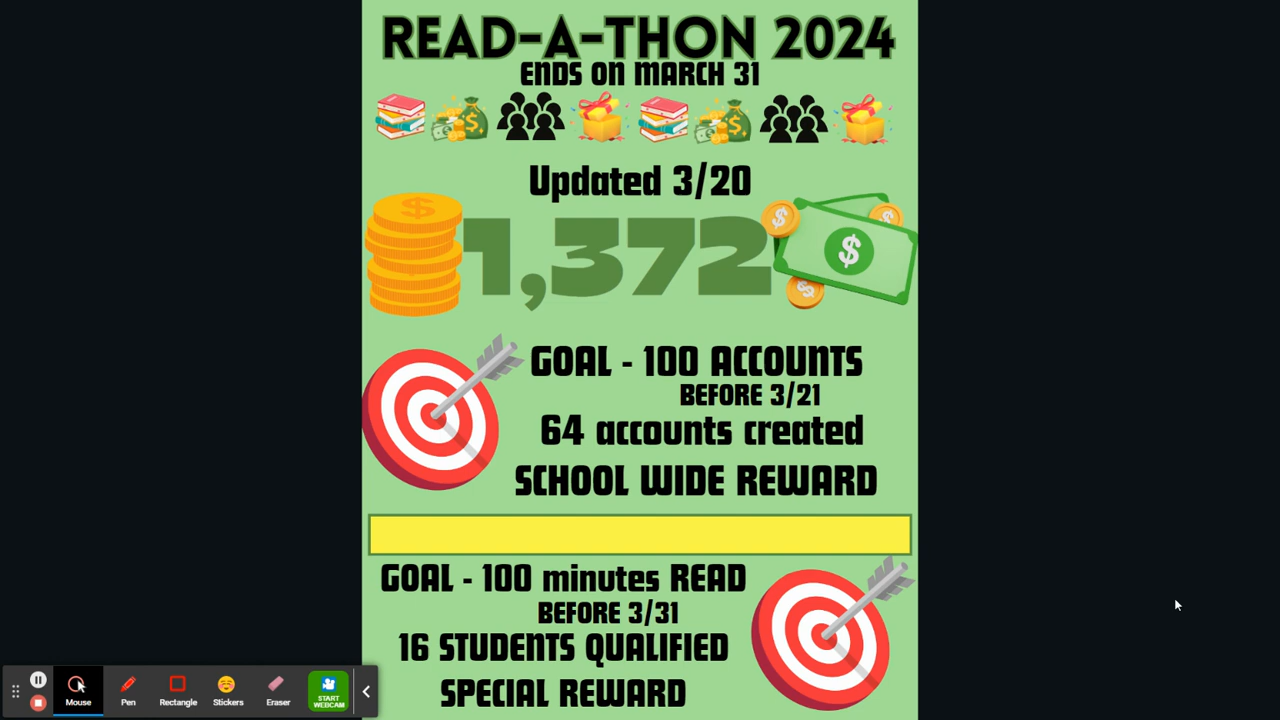 READ-A-THON 2024
ENDS ON MARCH 31
Updated 3/20
1,372
GOAL - 100 ACCOUNTS
BEFORE 3/21
64 accounts created
SCHOOL WIDE REWARD
GOAL - 100 minutes READ
BEFORE 3/31
16 STUDENTS QUALIFIED
SPECIAL REWARD
Mouse
Pen
Rectangle
Stickers
Eraser
START
WEBCAM